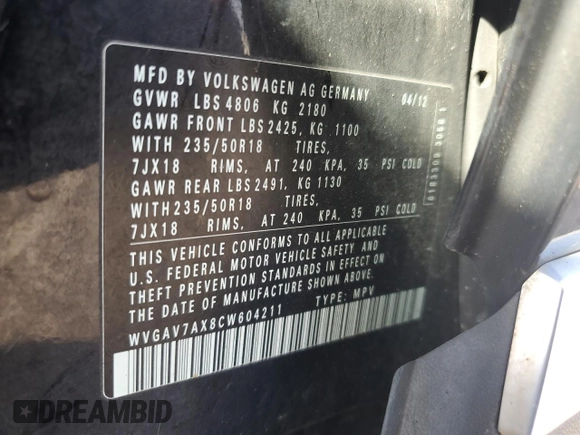 MFD BY VOLKSWAGEN AG GERMANY 04/12
GVWR LBS 4806 KG 2180
GAWR FRONT LBS 2425, KG 1100
WITH 235/50R18 TIRES,
7JX18 RIMS, AT 240 KPA, 35 PSI COLD
GAWR REAR LBS 2491, KG 1130
WITH 235/50R18 TIRES,
7JX18 RIMS, AT 240 KPA, 35 PSI COLD
THIS VEHICLE CONFORMS TO ALL APPLICABLE
U.S. FEDERAL MOTOR VEHICLE SAFETY AND
THEFT PREVENTION STANDARDS IN EFFECT ON
THE DATE OF MANUFACTURE SHOWN ABOVE.
WVGAV7AX8CW604211 TYPE: MPV
DREAMBID